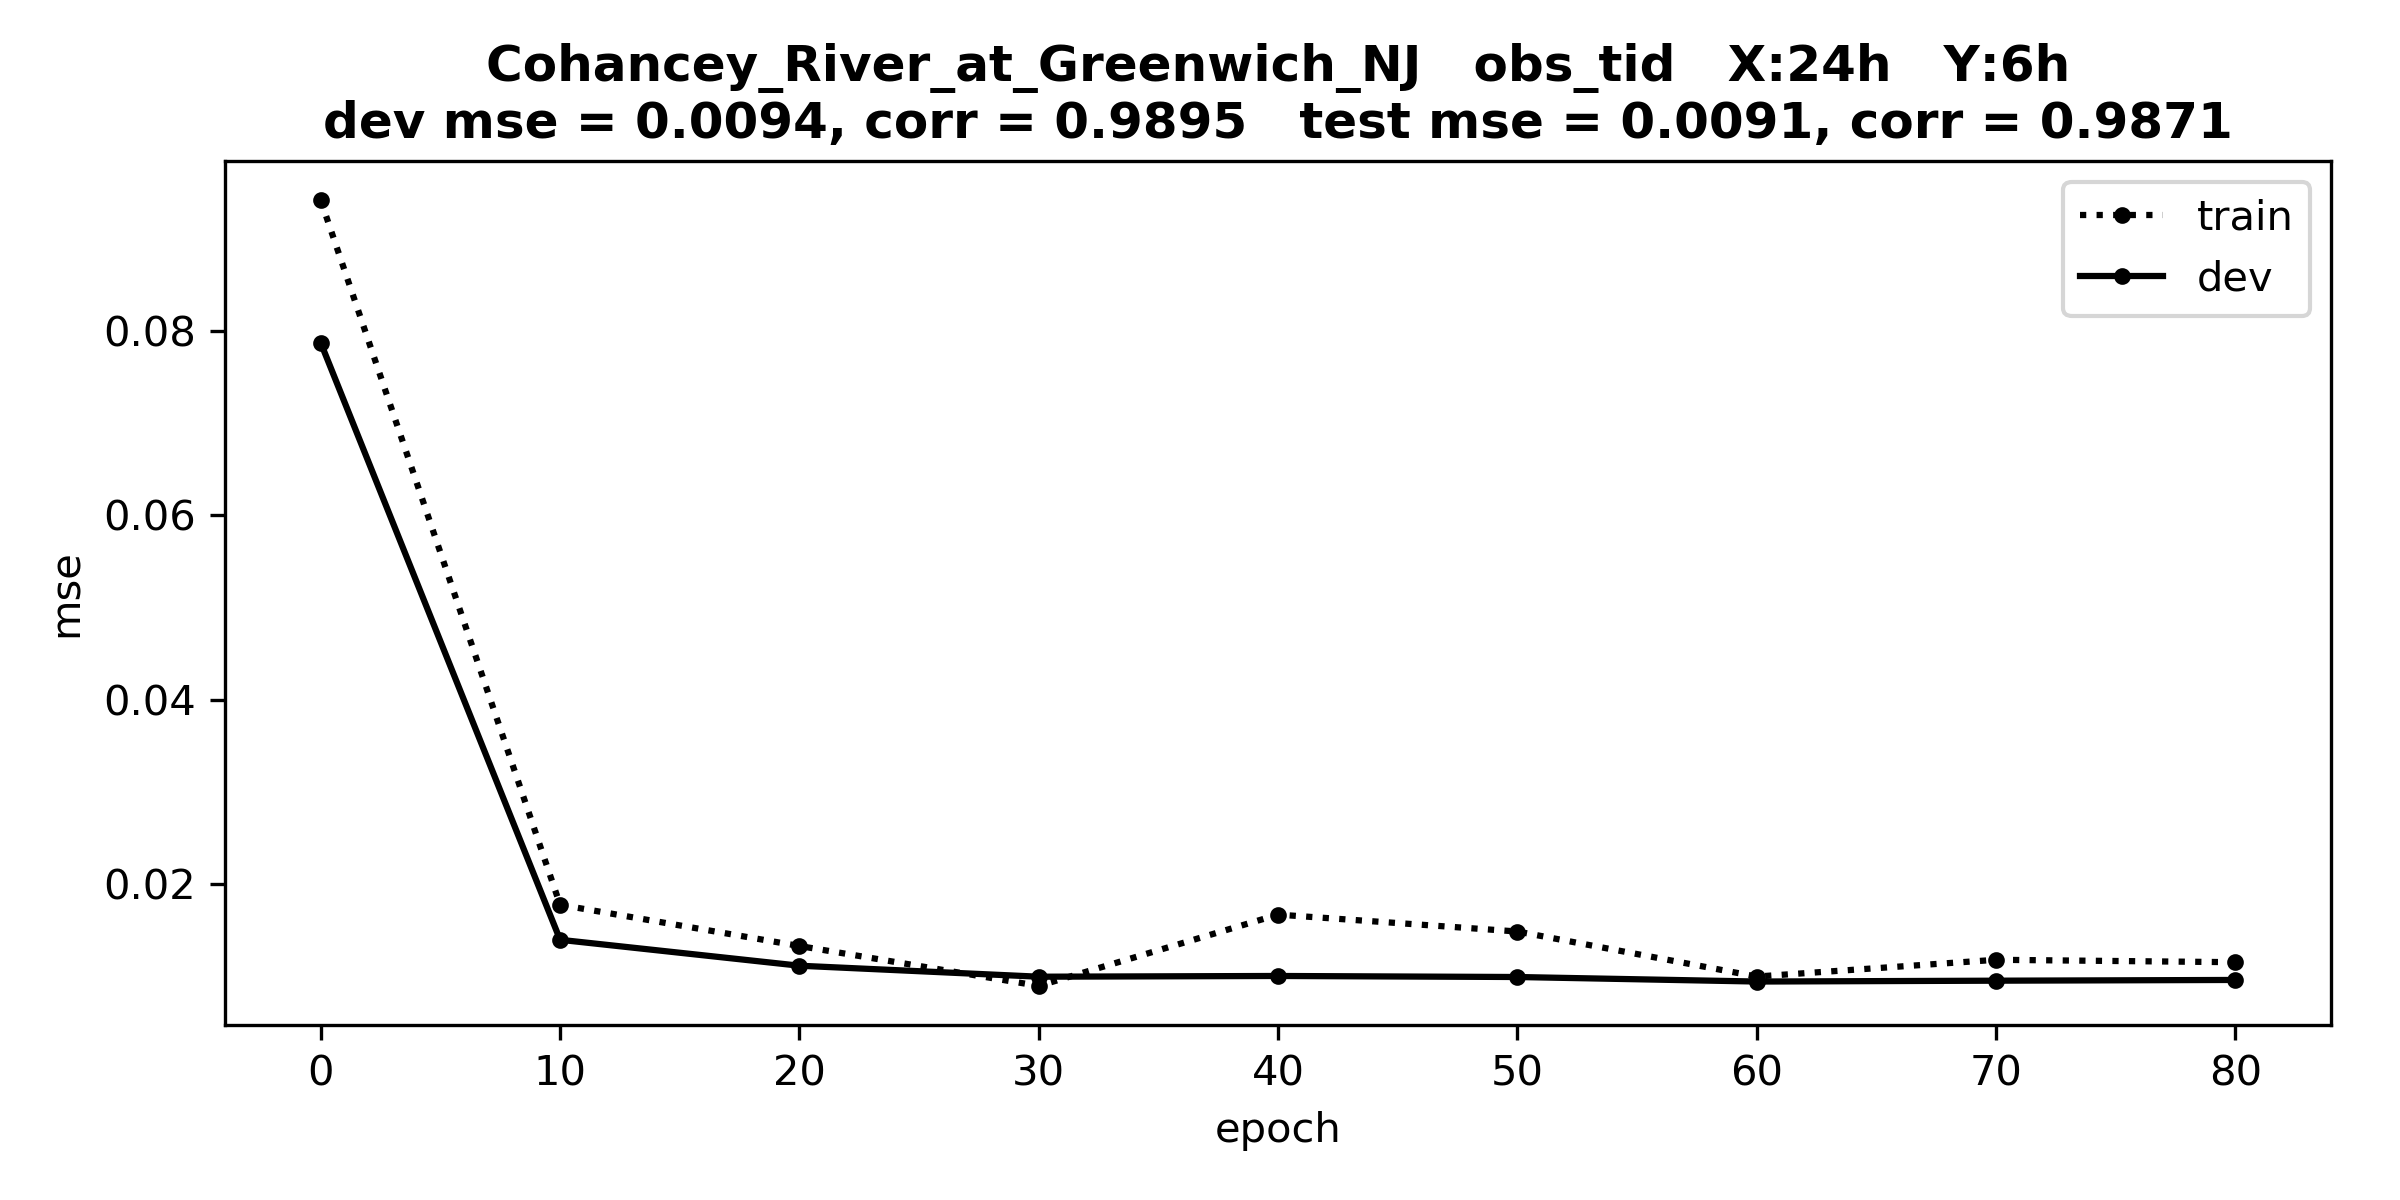 Cohancey_River_at_Greenwich_NJ   obs_tid   X:24h   Y:6h
dev mse = 0.0094, corr = 0.9895   test mse = 0.0091, corr = 0.9871
train
dev
0.08
0.06
0.04
0.02
mse
0 10 20 30 40 50 60 70 80
epoch